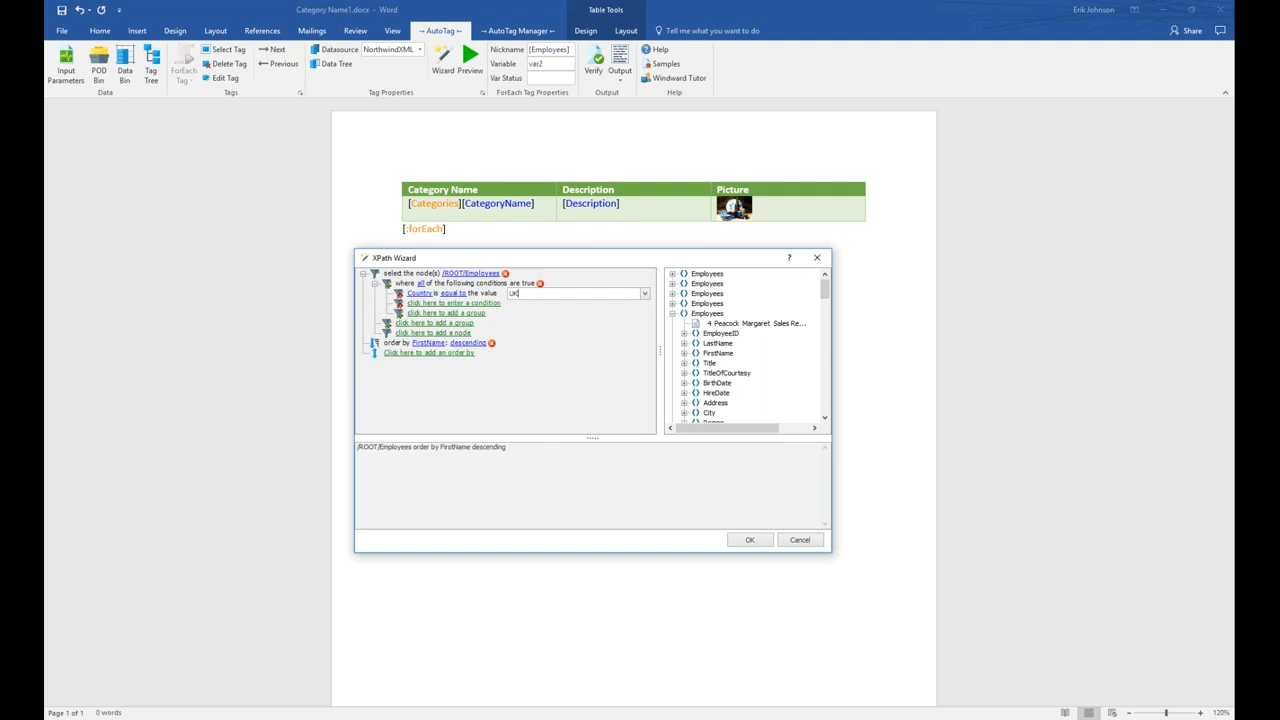 Category Name1.docx - Word
Table Tools
Erik Johnson
File Home Insert Design Layout References Mailings Review View → AutoTag ← → AutoTag Manager ← Design Layout Tell me what you want to do Share
Input Parameters
POD Bin
Data Bin
Tag Tree
Data
ForEach Tag
Select Tag
Delete Tag
Edit Tag
Next
Previous
Tags
Datasource NorthwindXML
Data Tree
Wizard
Preview
Tag Properties
Nickname [Employees]
Variable var2
Var Status
ForEach Tag Properties
Verify
Output
Output
Help
Samples
Windward Tutor
Help
Category Name Description Picture
[Categories][CategoryName] [Description]
[:forEach]
XPath Wizard ?
select the node(s) /ROOT/Employees
where all of the following conditions are true
Country is equal to the value UK
click here to enter a condition
click here to add a group
click here to add a group
click here to add a node
order by FirstName: descending
Click here to add an order by
Employees
Employees
Employees
Employees
Employees
4 Peacock Margaret Sales Re...
EmployeeID
LastName
FirstName
Title
TitleOfCourtesy
BirthDate
HireDate
Address
City
Region
/ROOT/Employees order by FirstName descending
OK Cancel
Page 1 of 1 0 words
120%